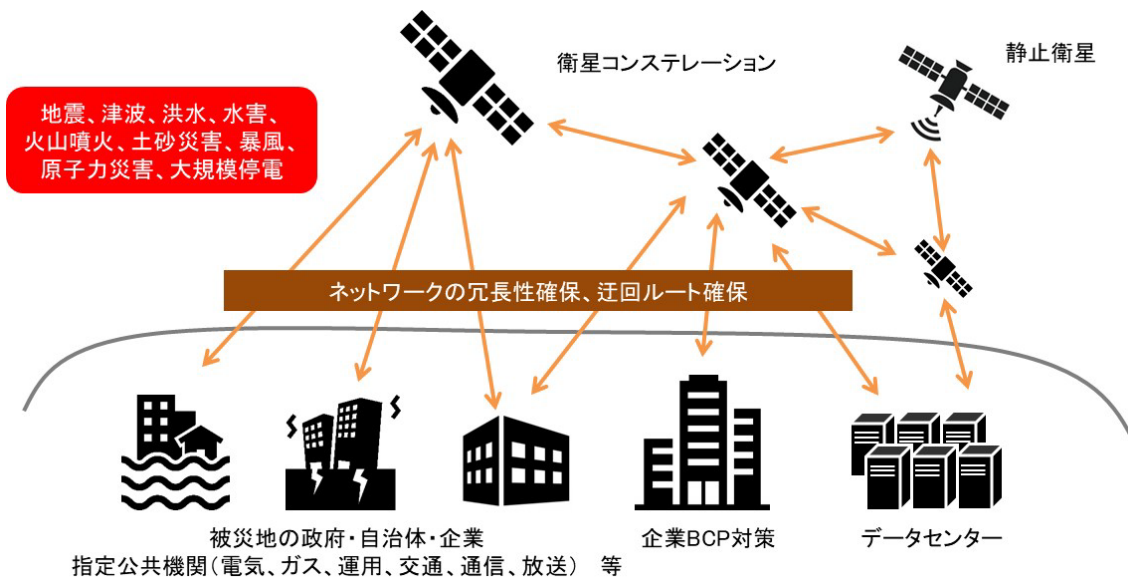 衛星コンステレーション
静止衛星
地震、津波、洪水、水害、
火山噴火、土砂災害、暴風、
原子力災害、大規模停電
ネットワークの冗長性確保、迂回ルート確保
被災地の政府・自治体・企業
指定公共機関(電気、ガス、運用、交通、通信、放送) 等
企業BCP対策
データセンター